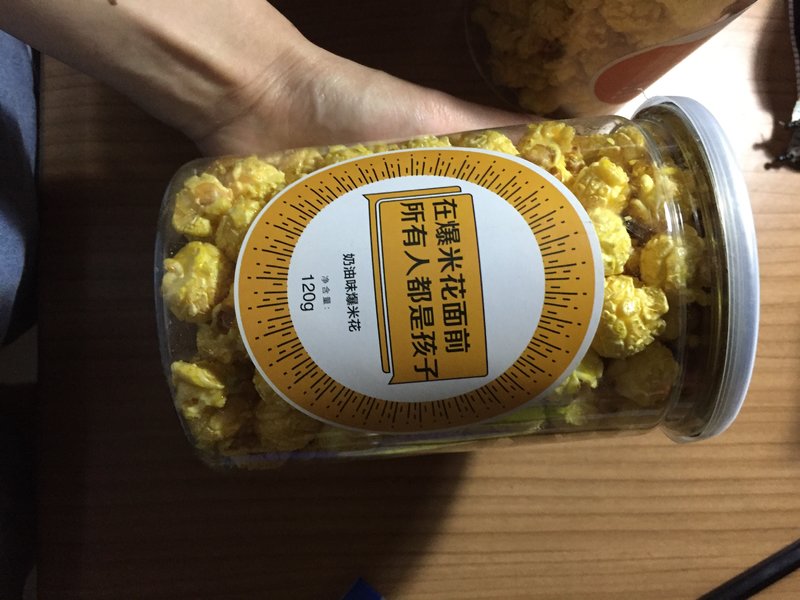 在爆米花面前
所有人都是孩子
奶油味爆米花
净含量：
120g